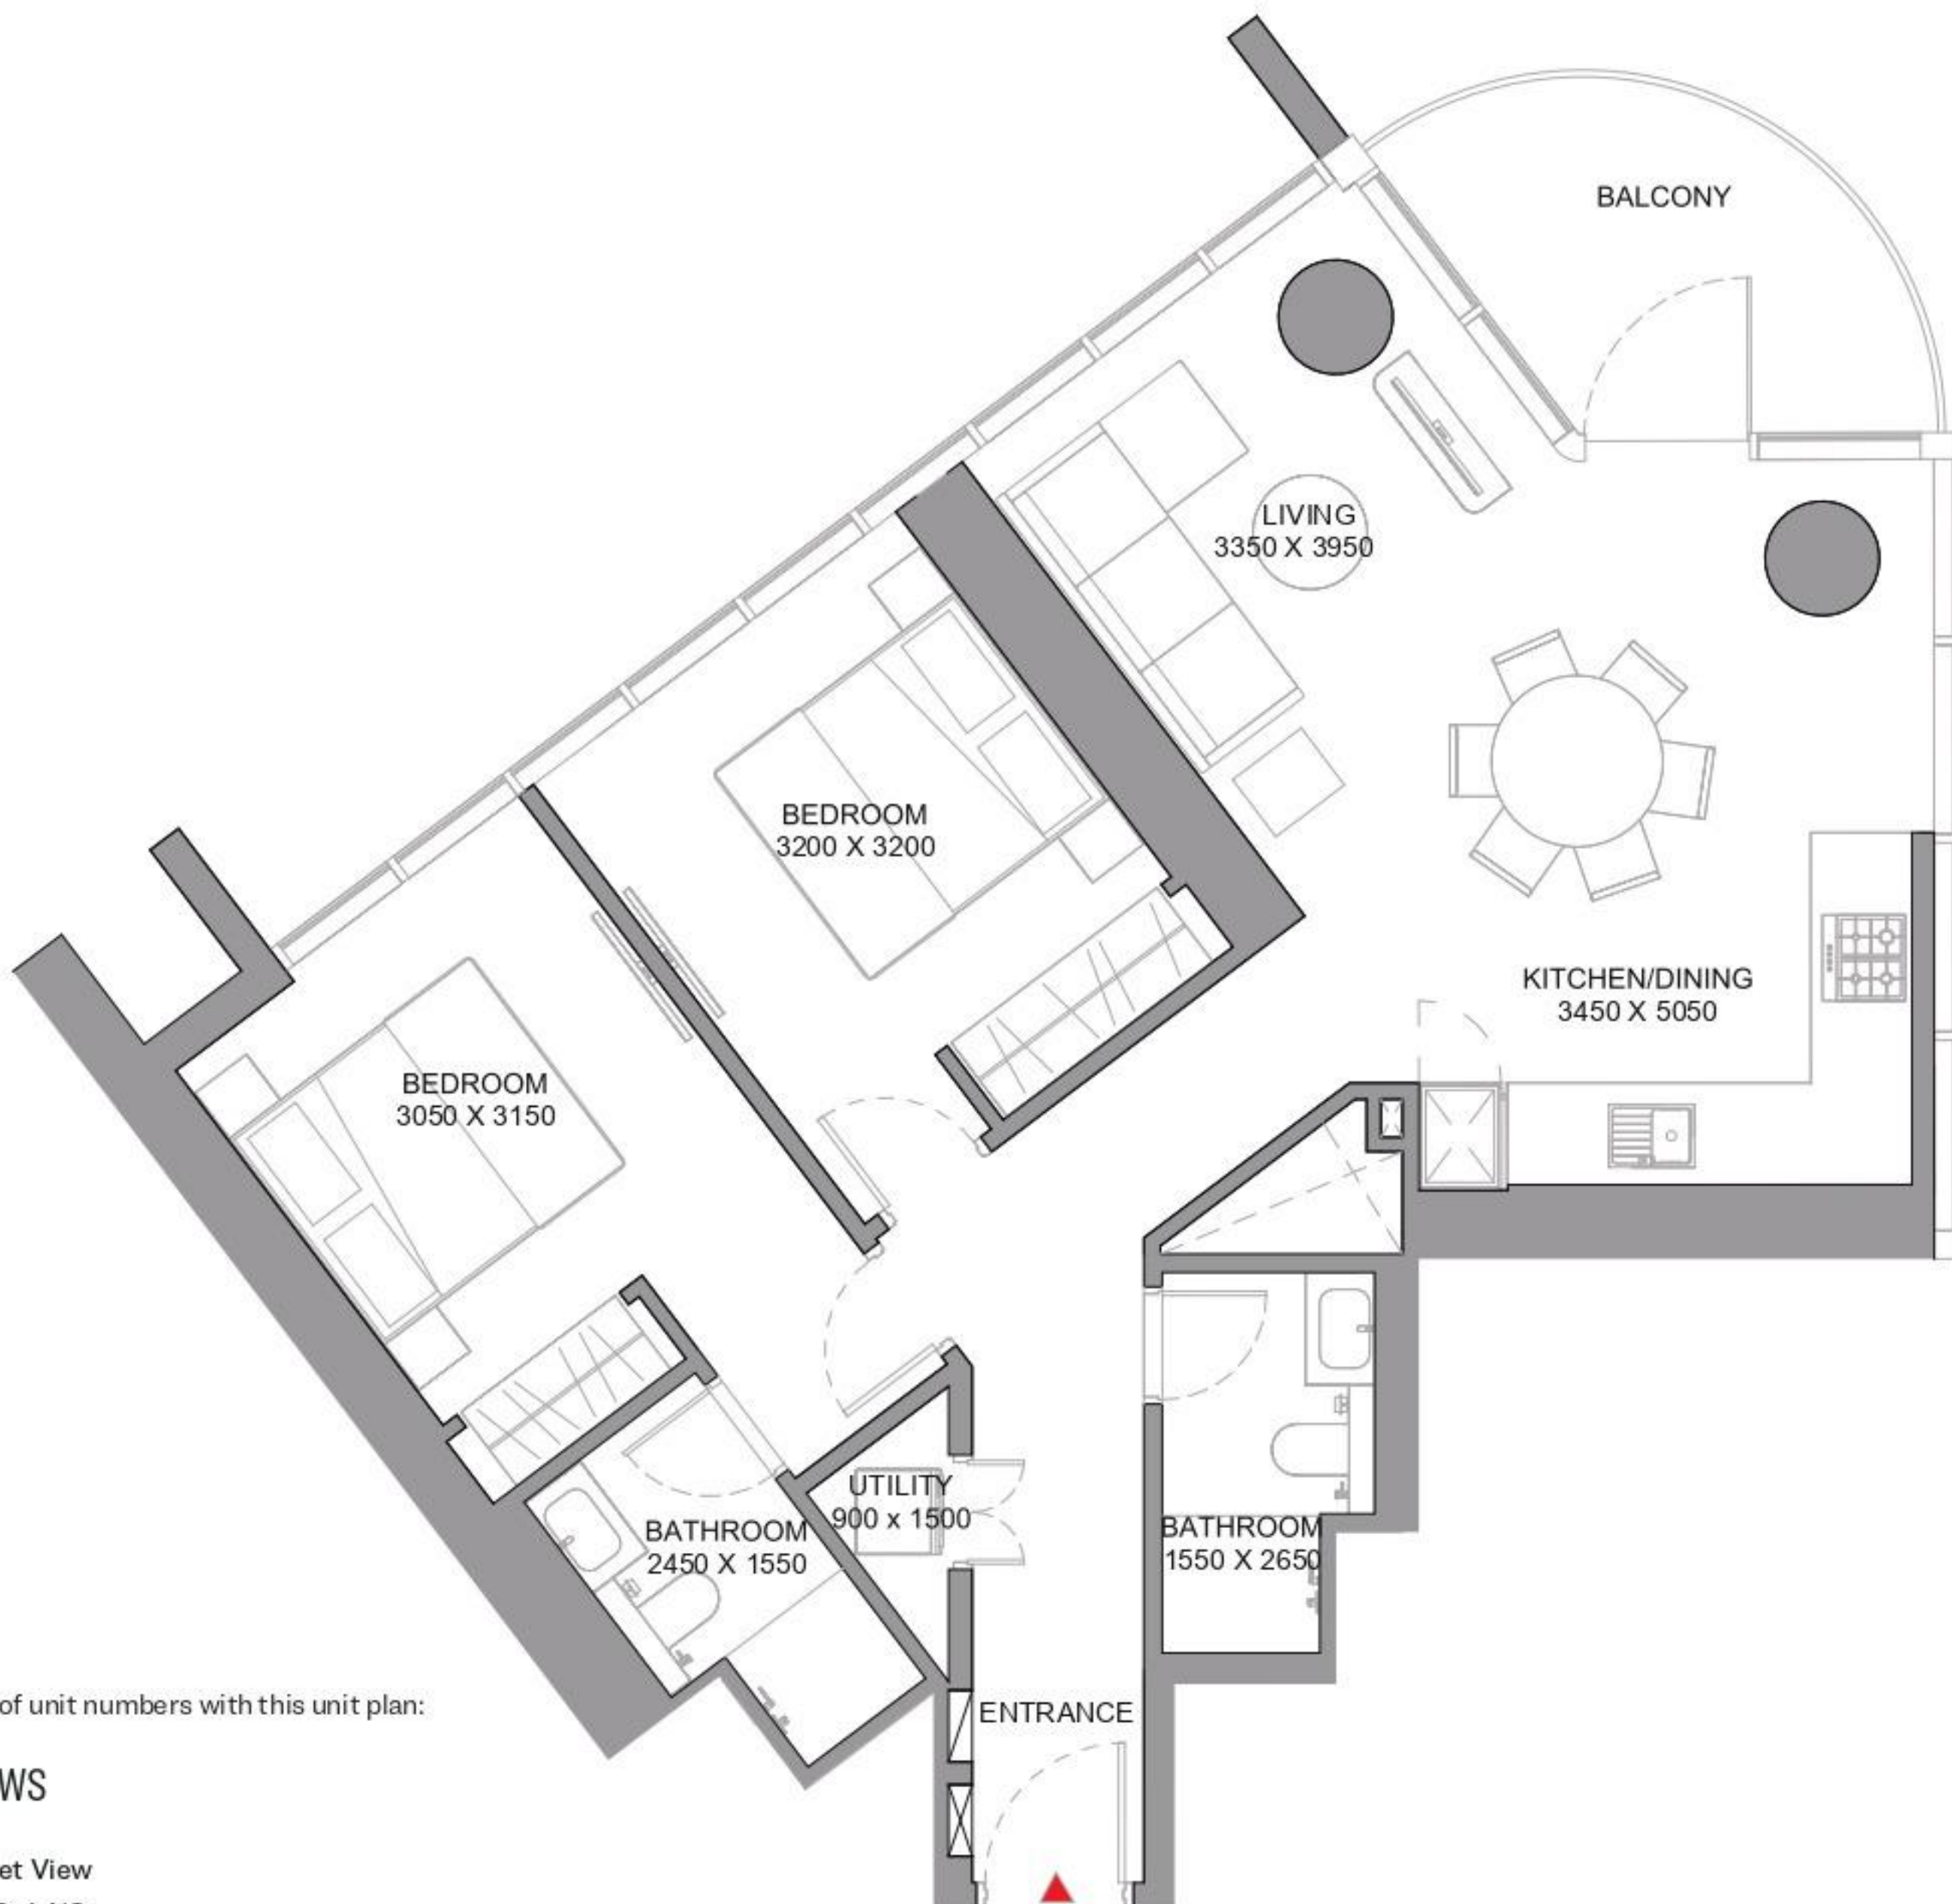 BALCONY
LIVING
3350 X 3950
BEDROOM
3200 X 3200
KITCHEN/DINING
3450 X 5050
BEDROOM
3050 X 3150
UTILITY
900 x 1500
BATHROOM
2450 X 1550
BATHROOM
1550 X 2650
ENTRANCE
of unit numbers with this unit plan:
WS
et View